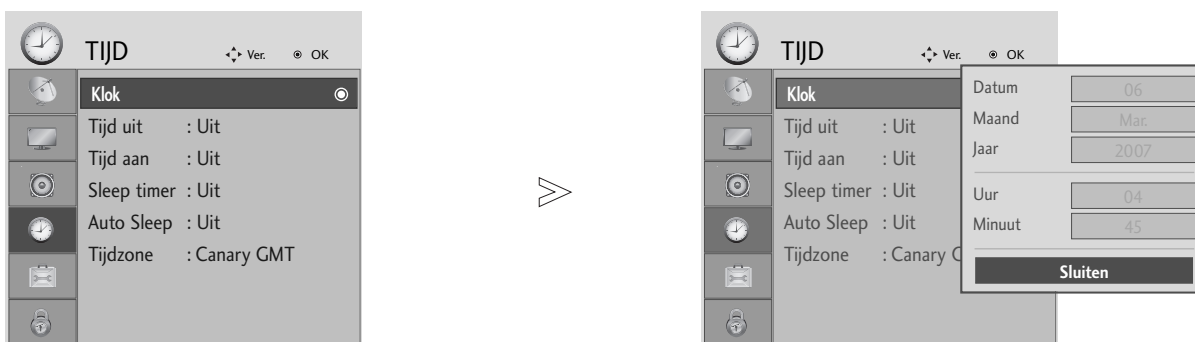 TIJD Ver. OK
Klok
Tijd uit : Uit
Tijd aan : Uit
Sleep timer : Uit
Auto Sleep : Uit
Tijdzone : Canary GMT
TIJD Ver. OK
Klok
Tijd uit : Uit
Tijd aan : Uit
Sleep timer : Uit
Auto Sleep : Uit
Tijdzone : Canary G
Datum 06
Maand Mar.
Jaar 2007
Uur 04
Minuut 45
Sluiten